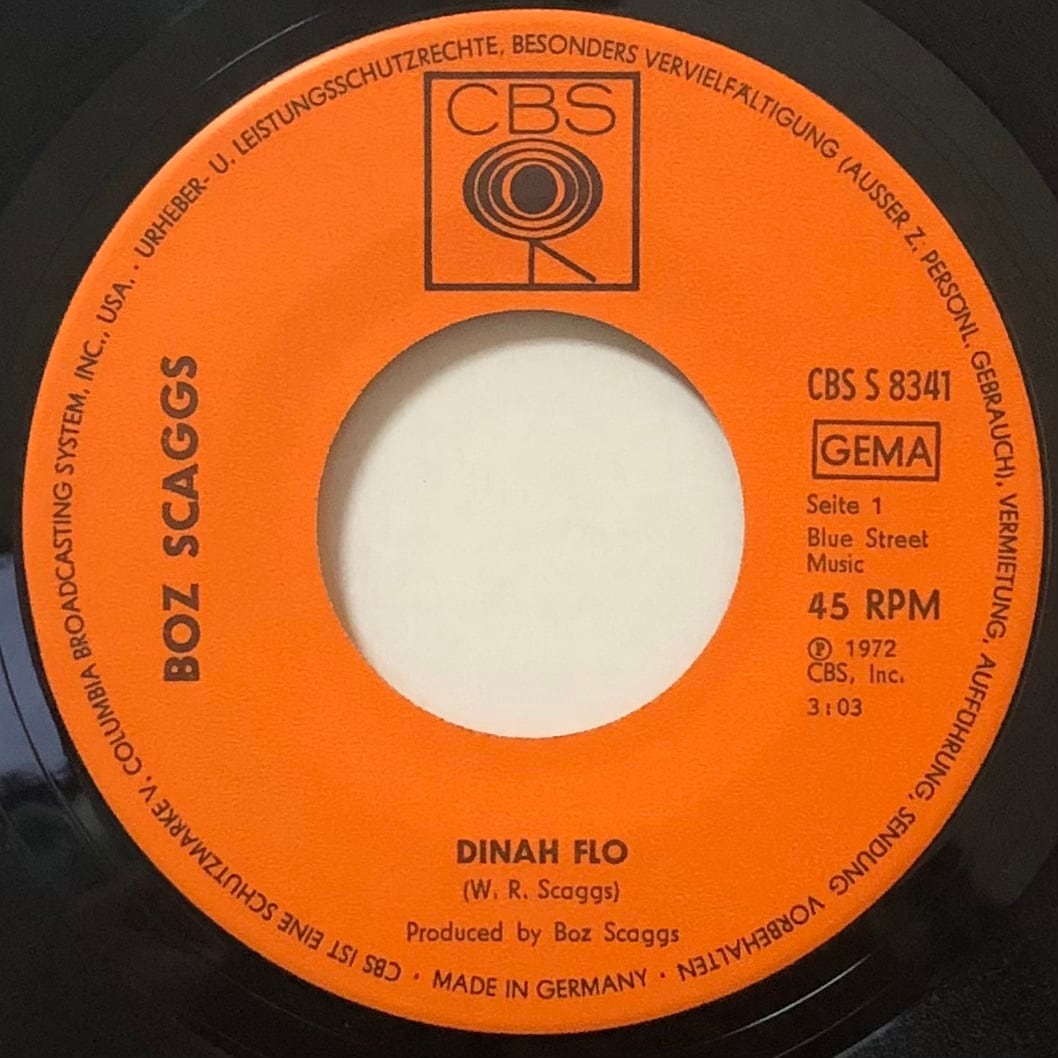 URHEBER- U. LEISTUNGSSCHUTZRECHTE, BESONDERS VERVIELFÄLTIGUNG (AUSSER Z. PERSÖNL. GEBRAUCH), VERMIETUNG, AUFFÜHRUNG, SENDUNG VORBEHALTEN · MADE IN GERMANY · CBS IST EINE SCHUTZMARKE V. COLUMBIA BROADCASTING SYSTEM, INC., USA. ·
CBS
BOZ SCAGGS
CBS S 8341
GEMA
Seite 1
Blue Street
Music
45 RPM
℗ 1972
CBS, Inc.
3:03
DINAH FLO
(W. R. Scaggs)
Produced by Boz Scaggs